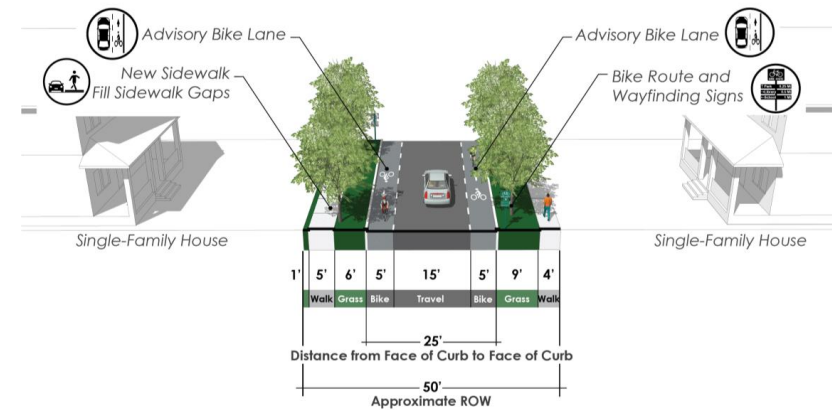 Advisory Bike Lane
New Sidewalk
Fill Sidewalk Gaps
Advisory Bike Lane
Bike Route and
Wayfinding Signs
Single-Family House
Single-Family House
1' 5' 6' 5' 15' 5' 9' 4'
Walk Grass Bike Travel Bike Grass Walk
25'
Distance from Face of Curb to Face of Curb
50'
Approximate ROW